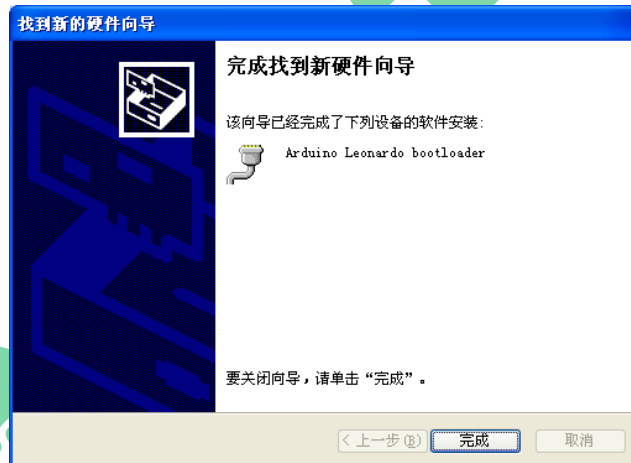 找到新的硬件向导
完成找到新硬件向导
该向导已经完成了下列设备的软件安装:
Arduino Leonardo bootloader
要关闭向导，请单击“完成”。
<上一步(B)
完成
取消